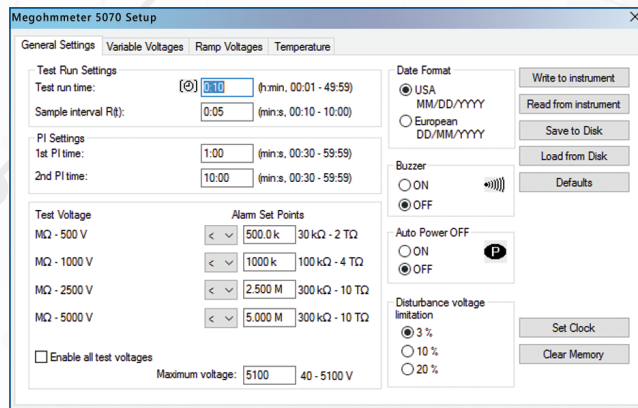 Megohmmeter 5070 Setup
General Settings Variable Voltages Ramp Voltages Temperature
Test Run Settings
Test run time: 0:10 (h:min, 00:01 - 49:59)
Sample interval R(t): 0:05 (min:s, 00:10 - 10:00)
PI Settings
1st PI time: 1:00 (min:s, 00:30 - 59:59)
2nd PI time: 10:00 (min:s, 00:30 - 59:59)
Test Voltage Alarm Set Points
MΩ - 500 V < 500.0 k 30 kΩ - 2 TΩ
MΩ - 1000 V < 1000 k 100 kΩ - 4 TΩ
MΩ - 2500 V < 2.500 M 300 kΩ - 10 TΩ
MΩ - 5000 V < 5.000 M 300 kΩ - 10 TΩ
Enable all test voltages
Maximum voltage: 5100 40 - 5100 V
Date Format
USA
MM/DD/YYYY
European
DD/MM/YYYY
Buzzer
ON
OFF
Auto Power OFF
ON P
OFF
Disturbance voltage
limitation
3 %
10 %
20 %
Write to instrument
Read from instrument
Save to Disk
Load from Disk
Defaults
Set Clock
Clear Memory